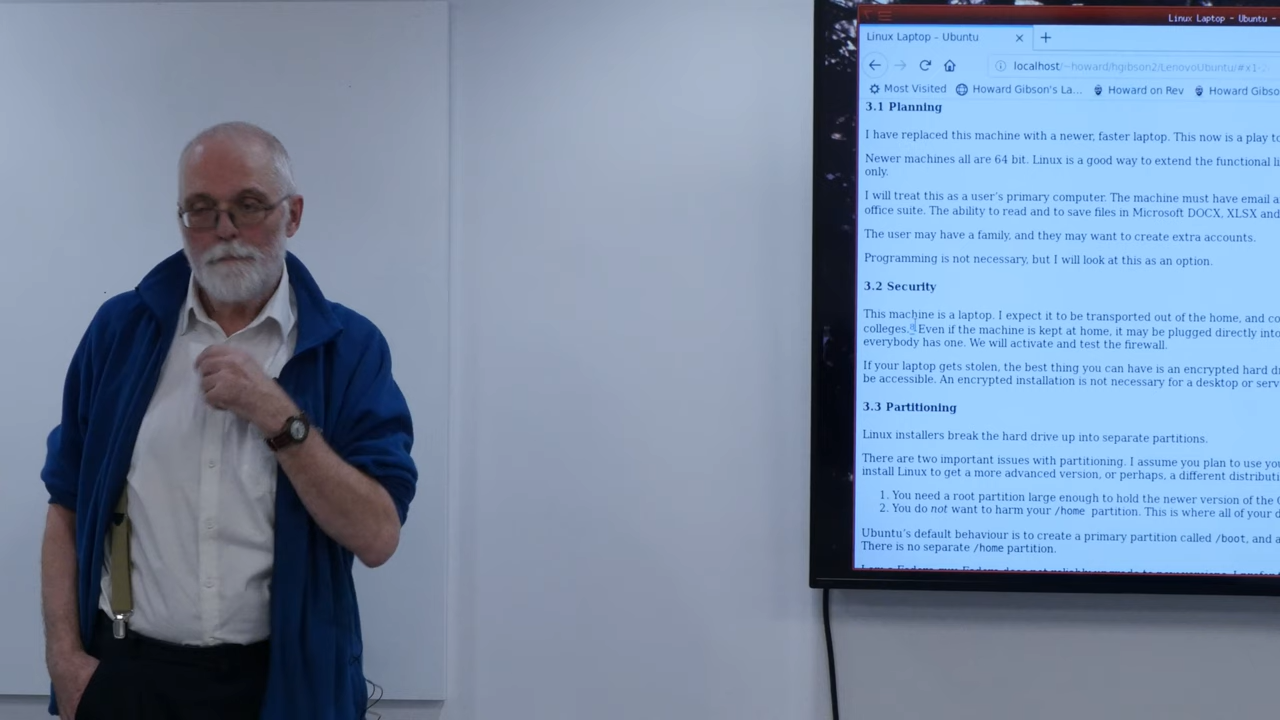 Linux Laptop - Ubuntu -
Linux Laptop - Ubuntu
localhost/~howard/hgibson2/LenovoUbuntu/#x1-
Most Visited Howard Gibson's La... Howard on Rev Howard Gibso
3.1 Planning
I have replaced this machine with a newer, faster laptop. This now is a play to
Newer machines all are 64 bit. Linux is a good way to extend the functional li
only.
I will treat this as a user's primary computer. The machine must have email a
office suite. The ability to read and to save files in Microsoft DOCX, XLSX and
The user may have a family, and they may want to create extra accounts.
Programming is not necessary, but I will look at this as an option.
3.2 Security
This machine is a laptop. I expect it to be transported out of the home, and co
colleges. Even if the machine is kept at home, it may be plugged directly into
everybody has one. We will activate and test the firewall.
If your laptop gets stolen, the best thing you can have is an encrypted hard di
be accessible. An encrypted installation is not necessary for a desktop or serv
3.3 Partitioning
Linux installers break the hard drive up into separate partitions.
There are two important issues with partitioning. I assume you plan to use you
install Linux to get a more advanced version, or perhaps, a different distributi
1. You need a root partition large enough to hold the newer version of the
2. You do not want to harm your /home partition. This is where all of your d
Ubuntu's default behaviour is to create a primary partition called /boot, and a
There is no separate /home partition.